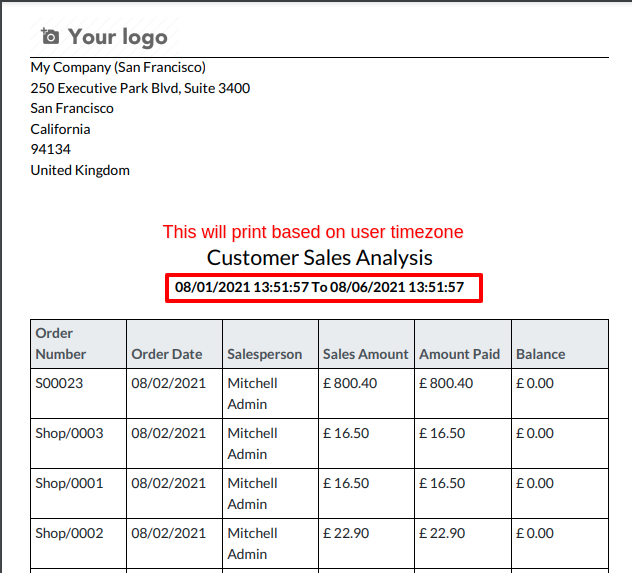 Your logo
My Company (San Francisco)
250 Executive Park Blvd, Suite 3400
San Francisco
California
94134
United Kingdom
This will print based on user timezone
Customer Sales Analysis
08/01/2021 13:51:57 To 08/06/2021 13:51:57
Order Number Order Date Salesperson Sales Amount Amount Paid Balance
S00023 08/02/2021 Mitchell Admin £ 800.40 £ 800.40 £ 0.00
Shop/0003 08/02/2021 Mitchell Admin £ 16.50 £ 16.50 £ 0.00
Shop/0001 08/02/2021 Mitchell Admin £ 16.50 £ 16.50 £ 0.00
Shop/0002 08/02/2021 Mitchell Admin £ 22.90 £ 22.90 £ 0.00